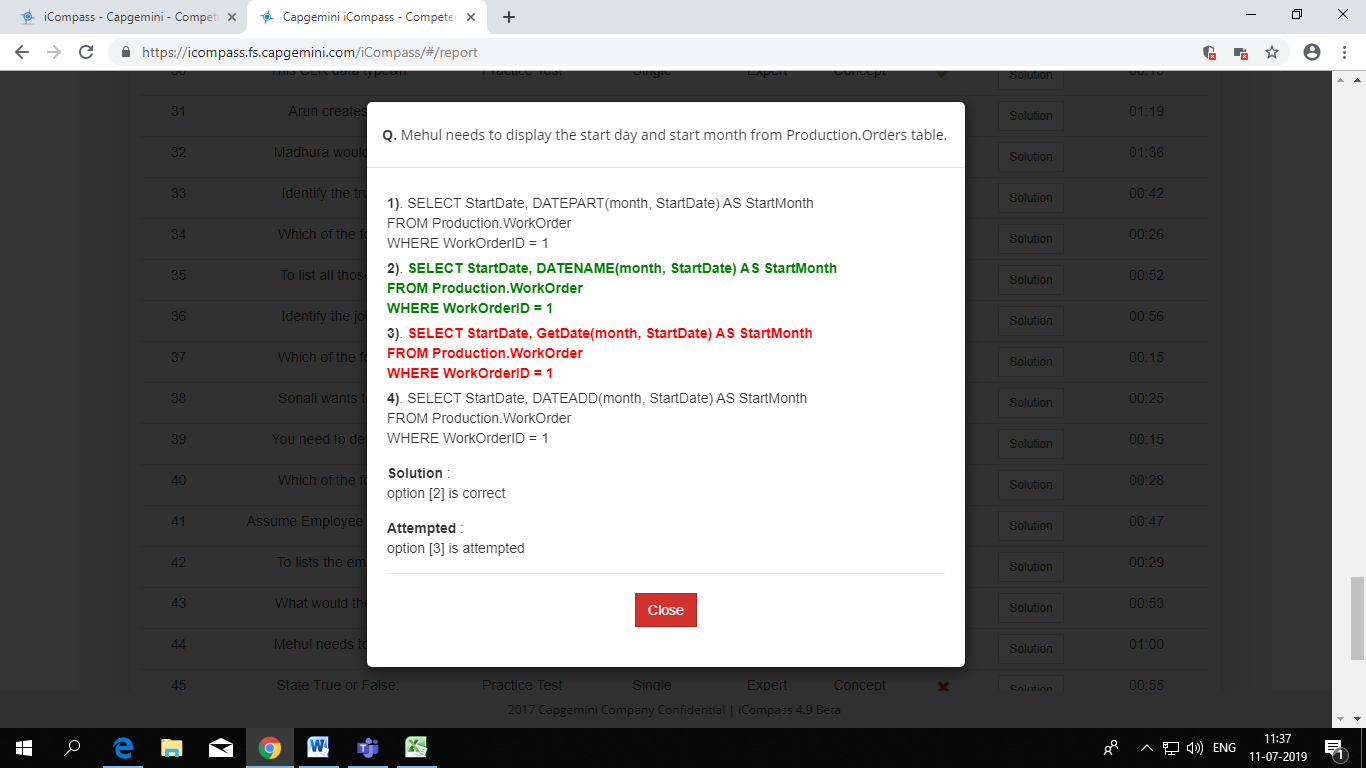 iCompass - Capgemini - Compet
Capgemini iCompass - Competen
https://icompass.fs.capgemini.com/iCompass/#/report
Solution
31 Arun creates Solution 01:19
32 Madhura would Solution 01:36
33 Identify the tr Solution 00:42
34 Which of the fo Solution 00:26
35 To list all those Solution 00:52
36 Identify the jo Solution 00:56
37 Which of the fo Solution 00:15
38 Sonali wants t Solution 00:25
39 You need to de Solution 00:15
40 Which of the fo Solution 00:28
41 Assume Employee Solution 00:47
42 To lists the em Solution 00:29
43 What would the Solution 00:53
44 Mehul needs to Solution 01:00
45 State True or False: Practice Test Single Expert Concept Solution 00:55
Q. Mehul needs to display the start day and start month from Production.Orders table.
1). SELECT StartDate, DATEPART(month, StartDate) AS StartMonth
FROM Production.WorkOrder
WHERE WorkOrderID = 1
2). SELECT StartDate, DATENAME(month, StartDate) AS StartMonth
FROM Production.WorkOrder
WHERE WorkOrderID = 1
3). SELECT StartDate, GetDate(month, StartDate) AS StartMonth
FROM Production.WorkOrder
WHERE WorkOrderID = 1
4). SELECT StartDate, DATEADD(month, StartDate) AS StartMonth
FROM Production.WorkOrder
WHERE WorkOrderID = 1
Solution :
option [2] is correct
Attempted :
option [3] is attempted
Close
2017 Capgemini Company Confidential | iCompass 4.9 Beta
ENG
11:37
11-07-2019
1